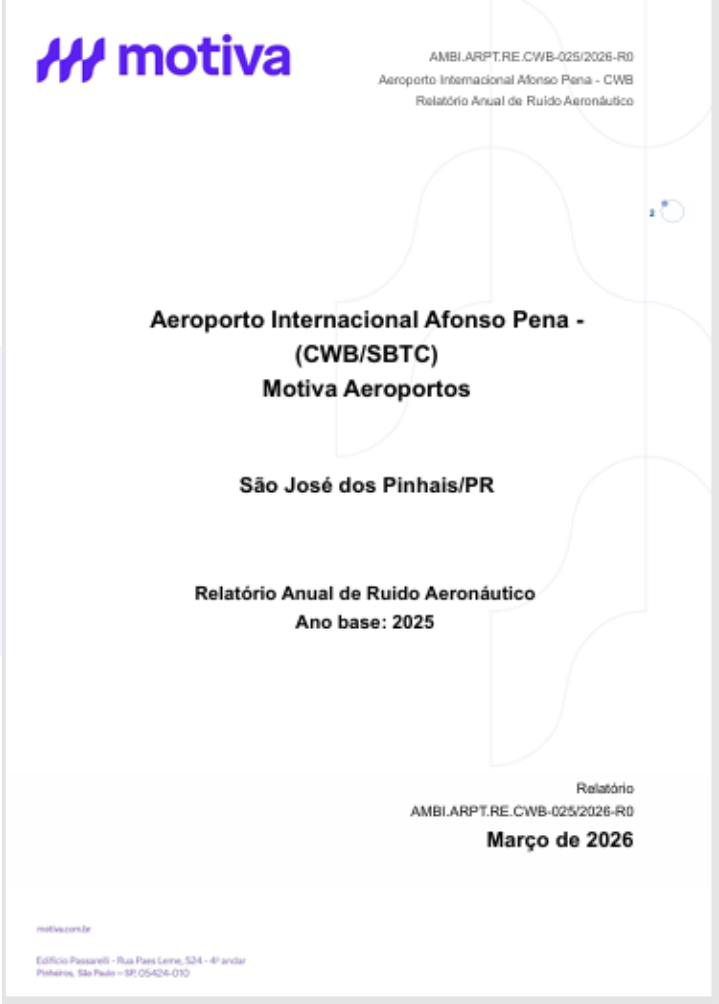 motiva
AMBI.ARPT.RE.CWB-025/2026-R0
Aeroporto Internacional Afonso Pena - CWB
Relatório Anual de Ruído Aeronáutico
2
Aeroporto Internacional Afonso Pena -
(CWB/SBTC)
Motiva Aeroportos
São José dos Pinhais/PR
Relatório Anual de Ruido Aeronáutico
Ano base: 2025
Relatório
AMBI.ARPT.RE.CWB-025/2026-R0
Março de 2026
motiva.com.br
Edifício Passarelli - Rua Paes Leme, 524 - 4º andar
Pinheiros, São Paulo – SP, 05424-010